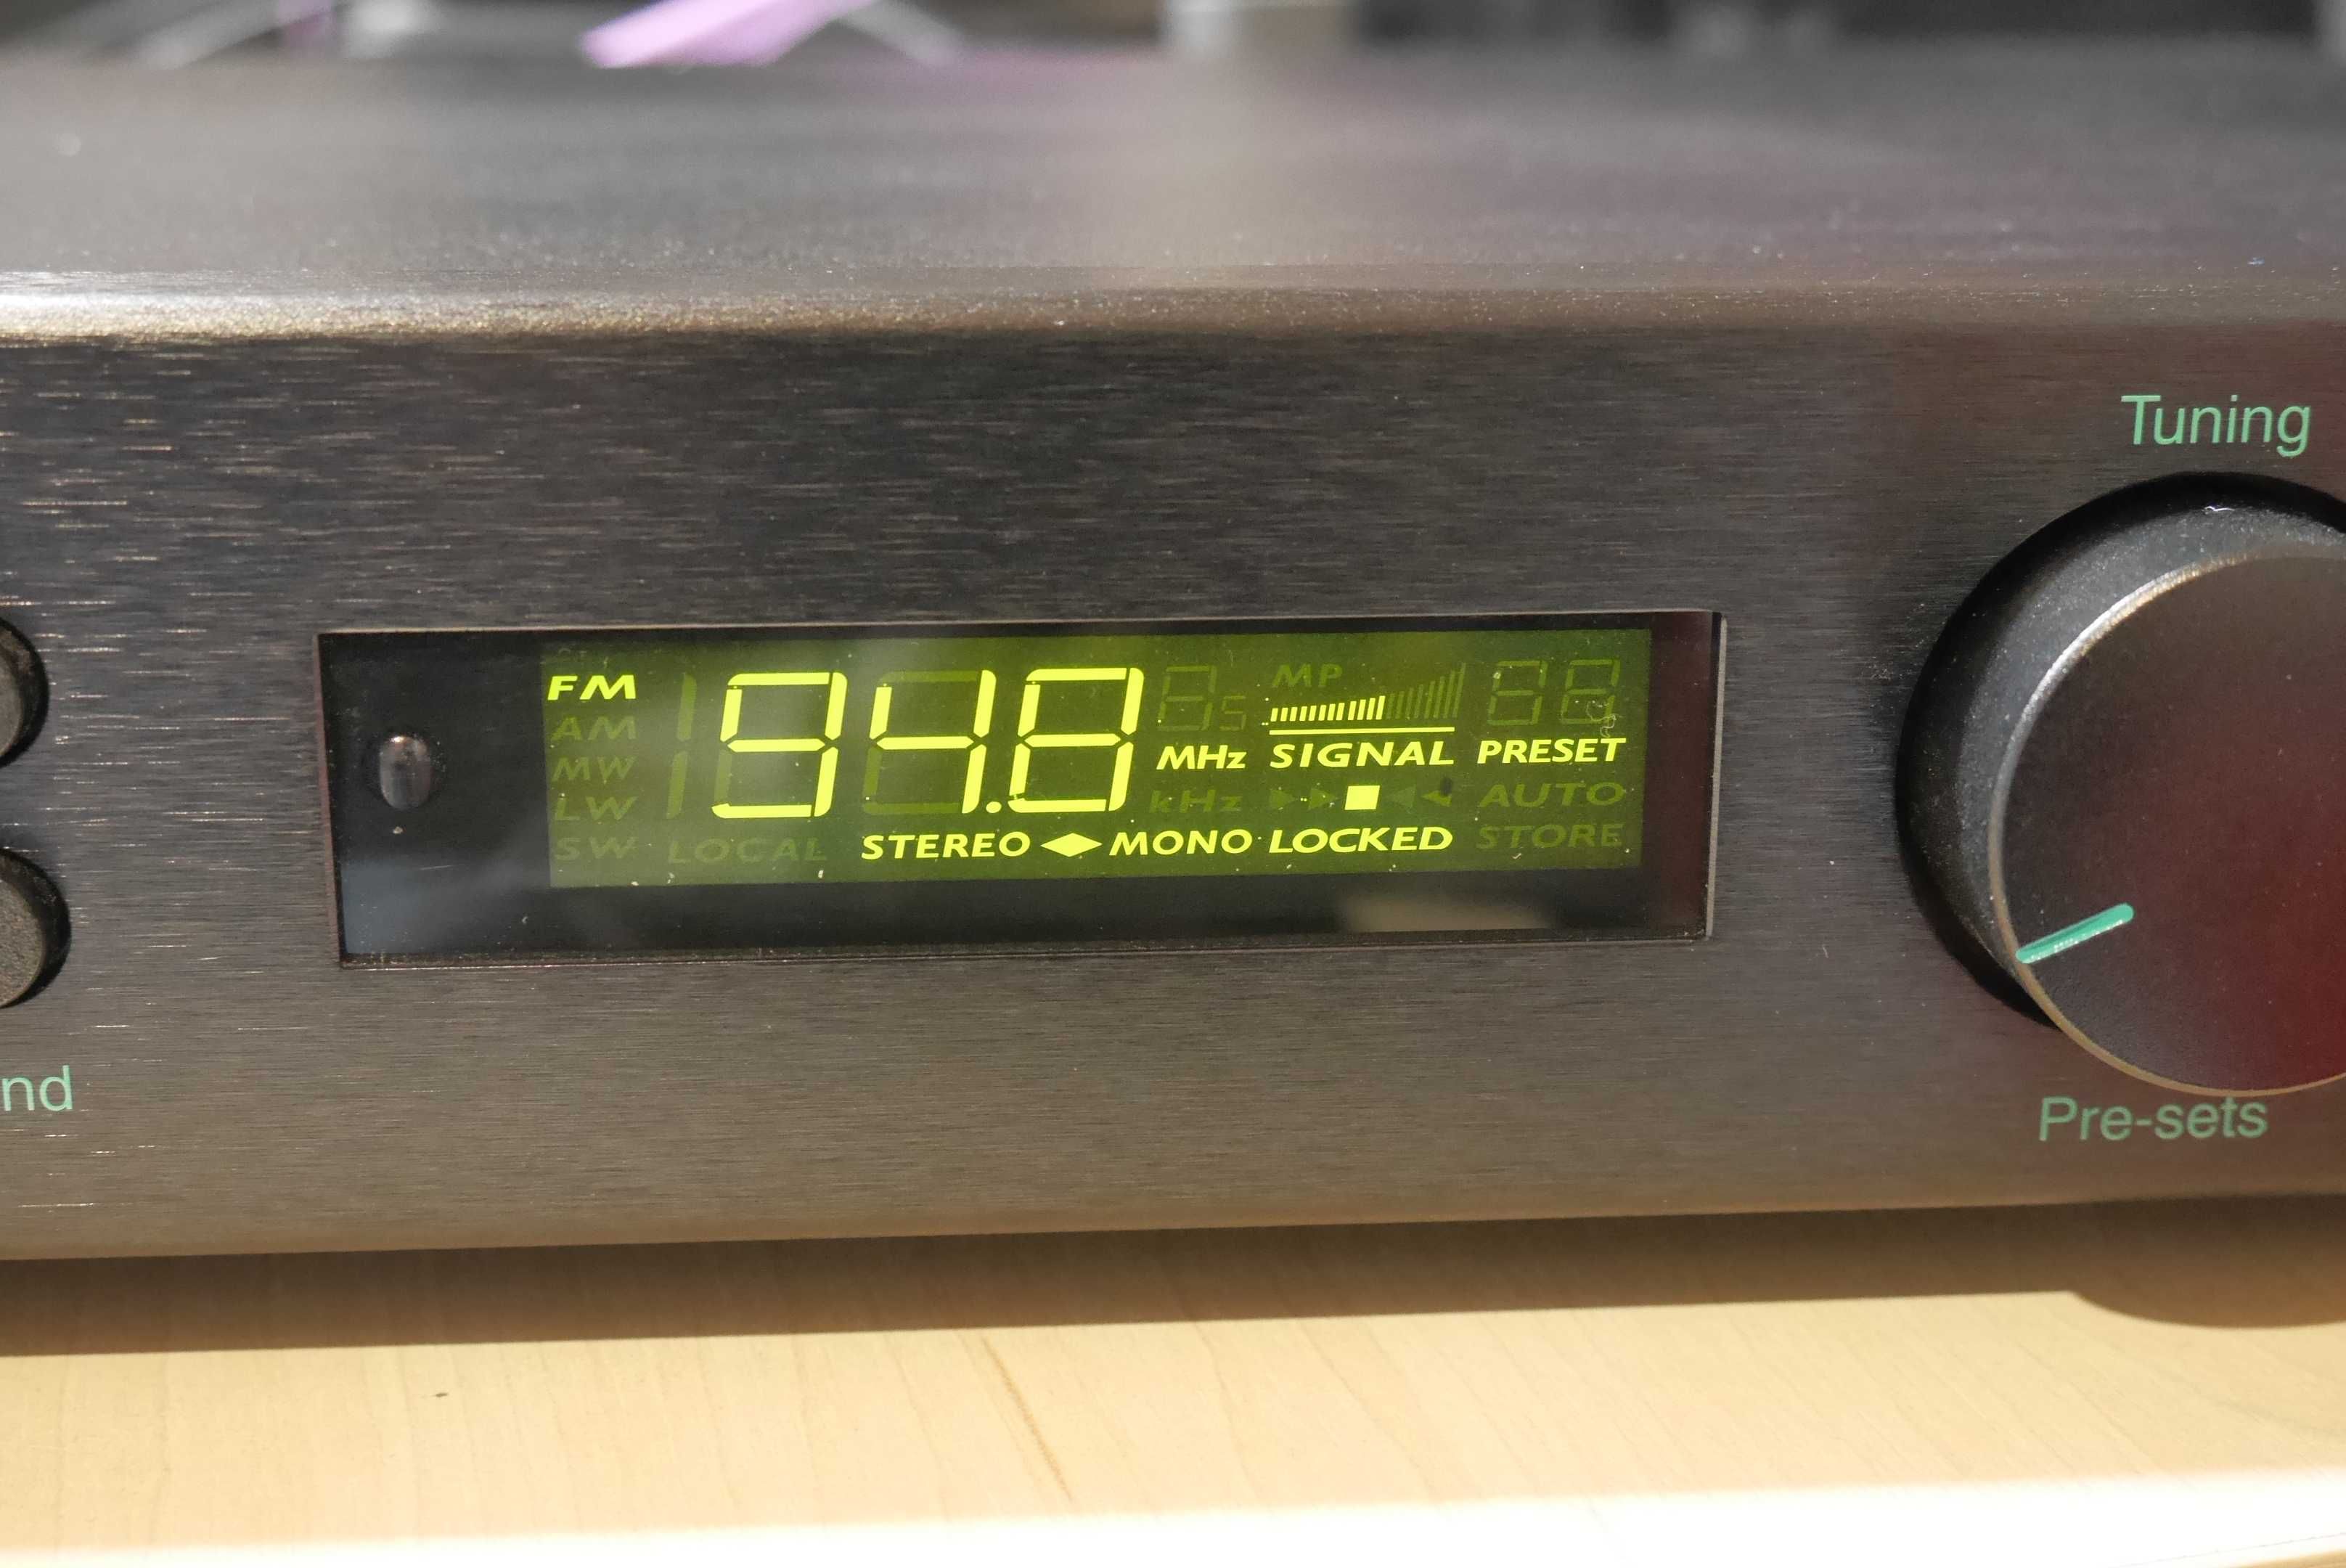 Tuning
FM 94.8 MP
AM
MHz SIGNAL PRESET
MW
LW kHz AUTO
SW LOCAL STEREO MONO LOCKED STORE
nd
Pre-sets